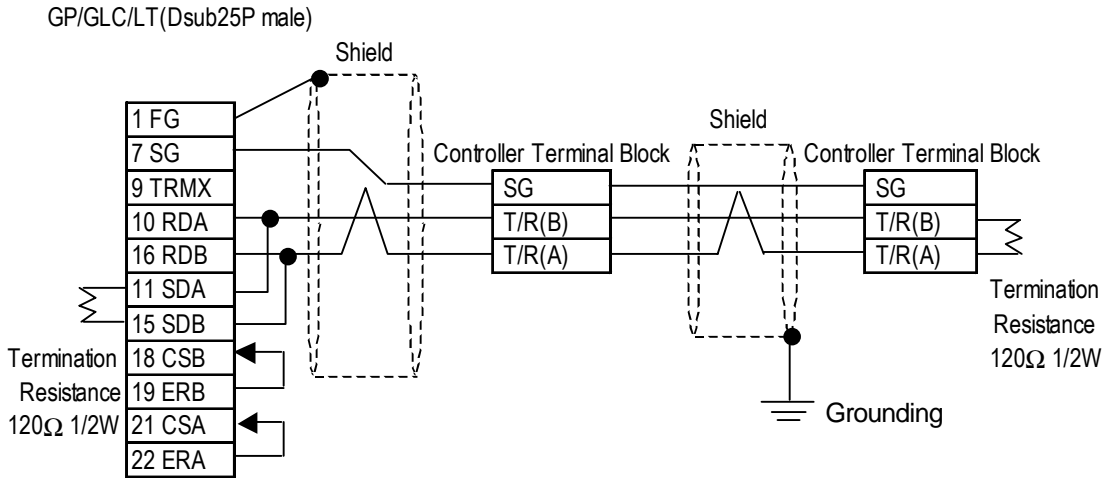 GP/GLC/LT(Dsub25P male)
Shield
1 FG
7 SG
9 TRMX
10 RDA
16 RDB
11 SDA
15 SDB
18 CSB
19 ERB
21 CSA
22 ERA
Termination
Resistance
120Ω 1/2W
Controller Terminal Block
SG
T/R(B)
T/R(A)
Shield
Controller Terminal Block
SG
T/R(B)
T/R(A)
Termination
Resistance
120Ω 1/2W
Grounding